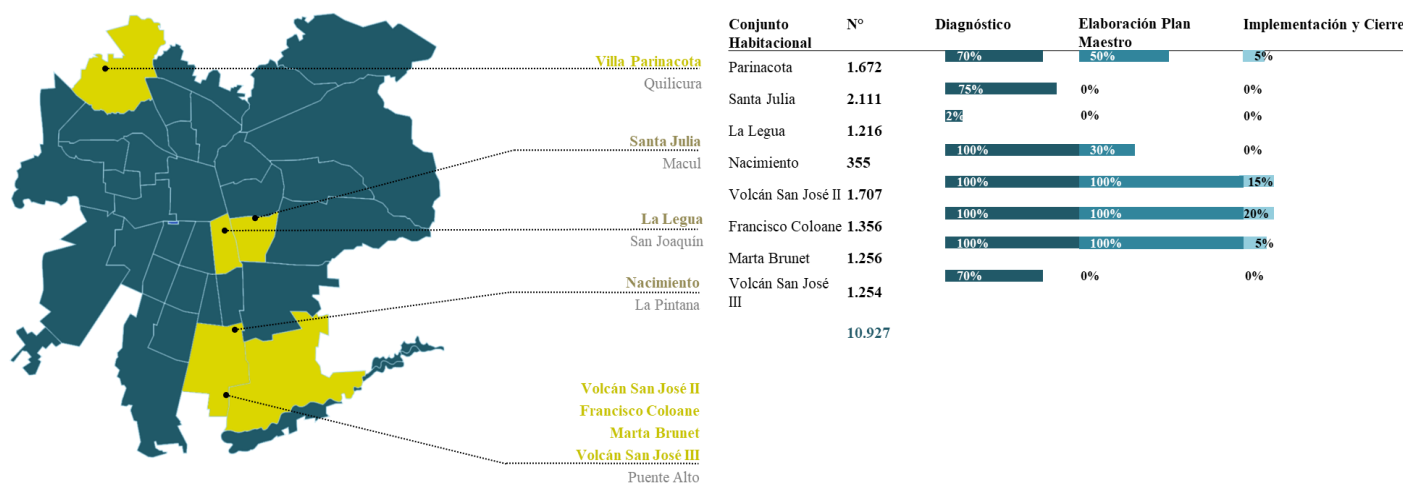 Villa Parinacota
Quilicura
Santa Julia
Macul
La Legua
San Joaquín
Nacimiento
La Pintana
Volcán San José II
Francisco Coloane
Marta Brunet
Volcán San José III
Puente Alto
Conjunto Habitacional N° Diagnóstico Elaboración Plan Maestro Implementación y Cierre
Parinacota 1.672 70% 50% 5%
Santa Julia 2.111 75% 0% 0%
La Legua 1.216 2% 0% 0%
Nacimiento 355 100% 30% 0%
Volcán San José II 1.707 100% 100% 15%
Francisco Coloane 1.356 100% 100% 20%
Marta Brunet 1.256 100% 100% 5%
Volcán San José III 1.254 70% 0% 0%
10.927